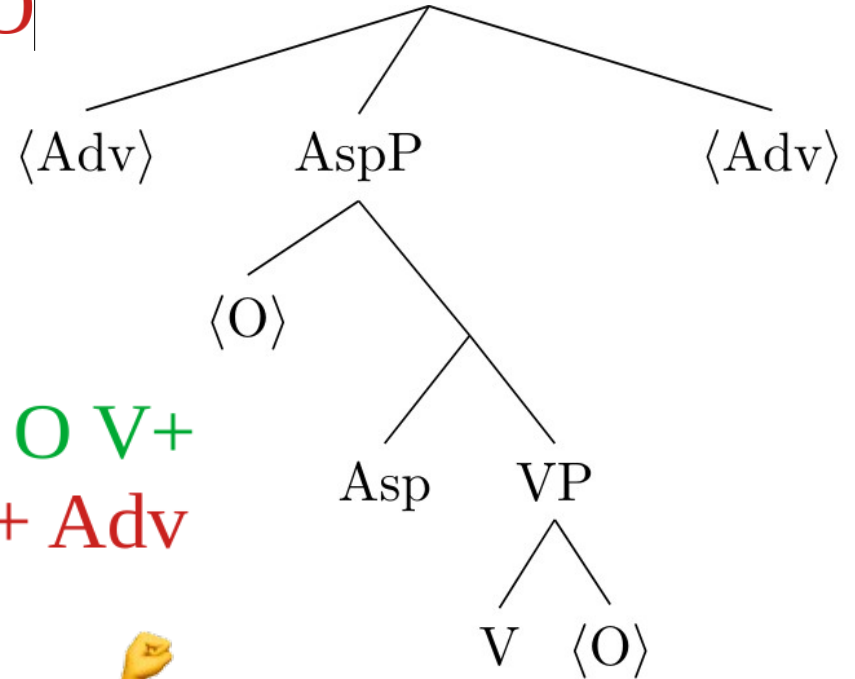 ⟨Adv⟩ AspP ⟨Adv⟩
⟨O⟩
O V+
+ Adv
Asp VP
V ⟨O⟩